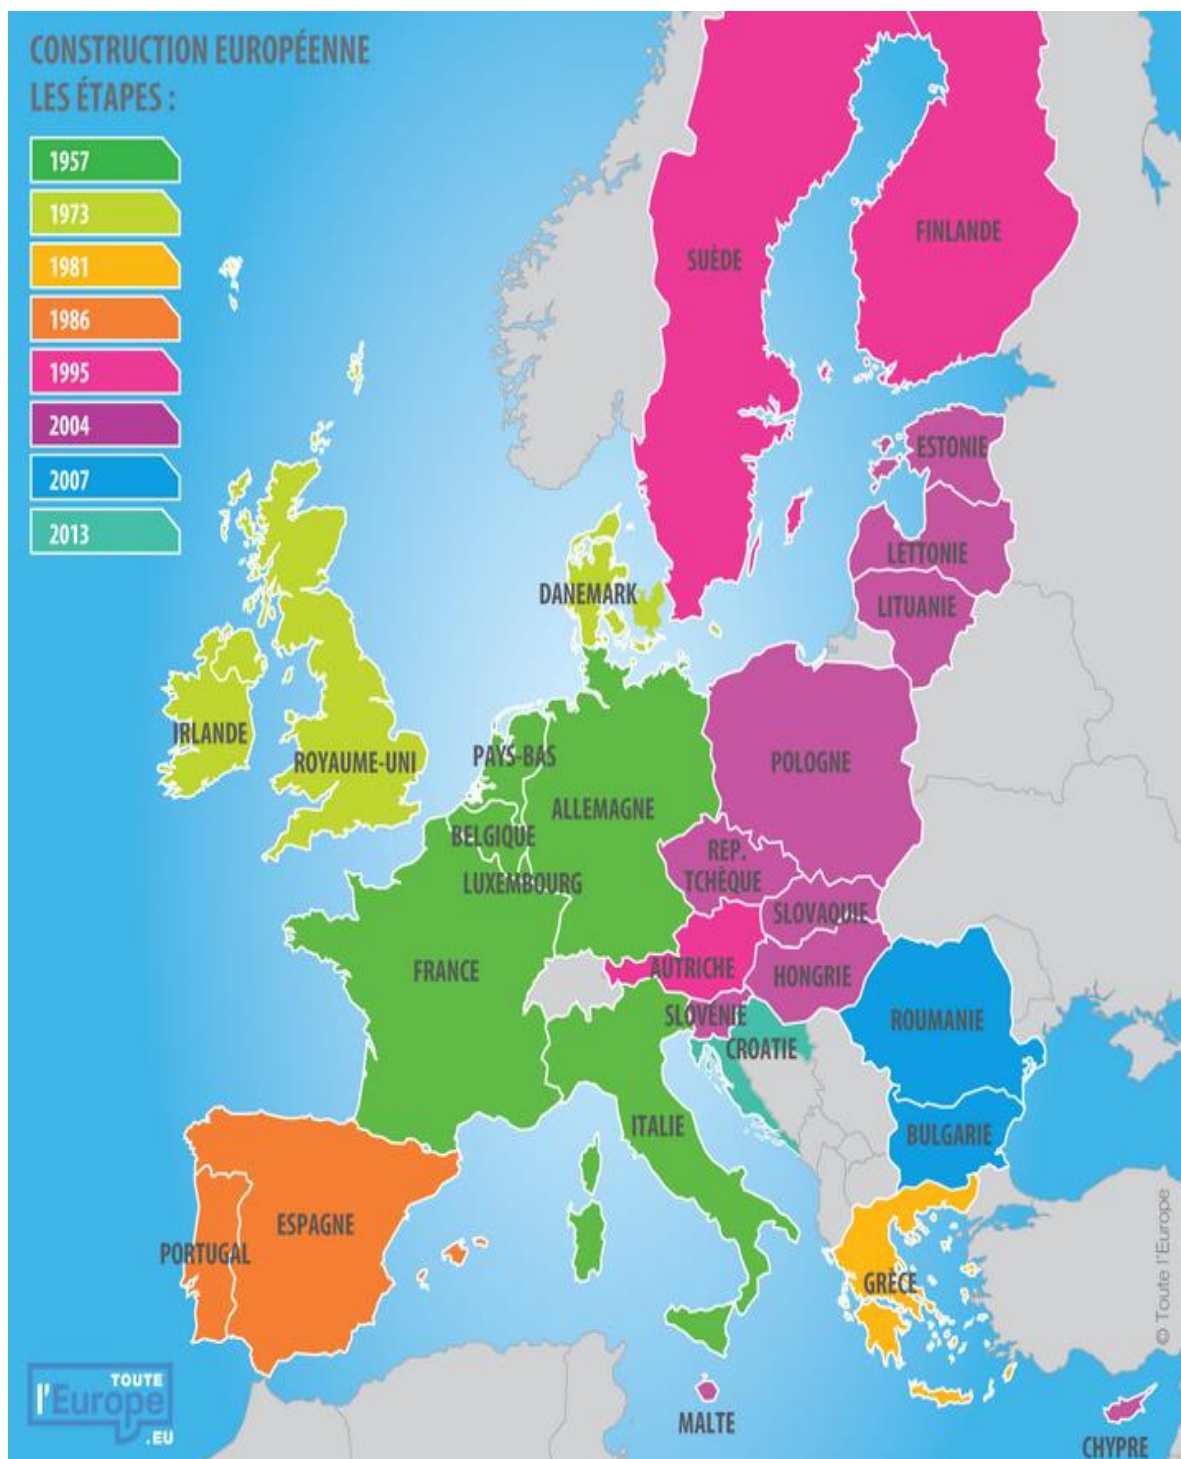 CONSTRUCTION EUROPÉENNE
LES ÉTAPES :
1957
1973
1981
1986
1995
2004
2007
2013
FINLANDE
SUÈDE
ESTONIE
LETTONIE
LITUANIE
DANEMARK
IRLANDE
ROYAUME-UNI
PAYS-BAS
POLOGNE
ALLEMAGNE
BELGIQUE
REP.
TCHÈQUE
LUXEMBOURG
SLOVAQUIE
FRANCE
AUTRICHE
HONGRIE
SLOVÉNIE
ROUMANIE
CROATIE
ITALIE
BULGARIE
ESPAGNE
PORTUGAL
GRÈCE
© Toute l'Europe
TOUTE
l'Europe
.EU
MALTE
CHYPRE